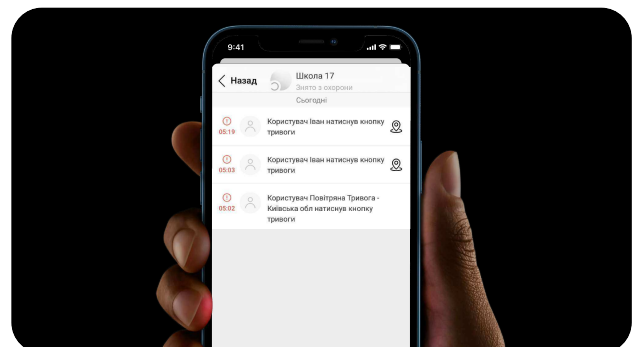 9:41
Назад
Школа 17
Знято з охорони
Сьогодні
Користувач Іван натиснув кнопку
тривоги
05:19
Користувач Іван натиснув кнопку
тривоги
05:03
Користувач Повітряна Тривога -
Київська обл натиснув кнопку
тривоги
05:02